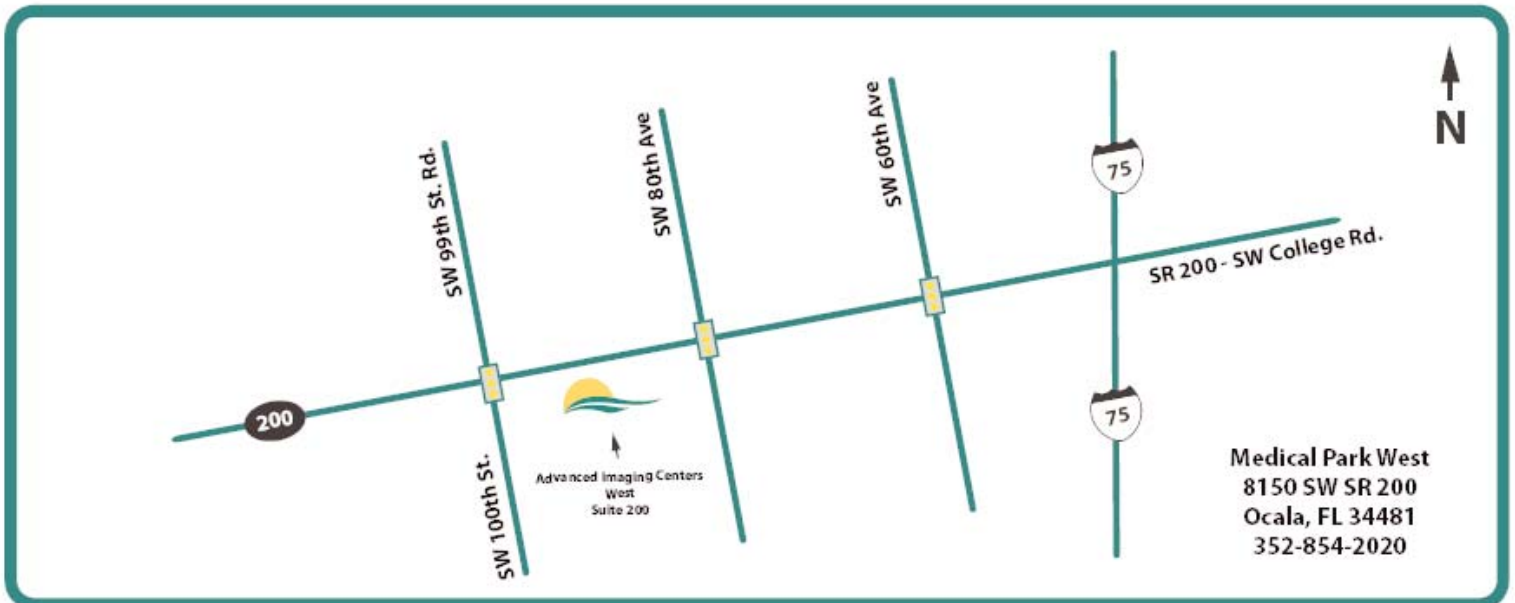 N
SW 99th St. Rd.
SW 80th Ave
SW 60th Ave
75
SR 200 - SW College Rd.
200
75
SW 100th St.
Advanced Imaging Centers
West
Suite 200
Medical Park West
8150 SW SR 200
Ocala, FL 34481
352-854-2020